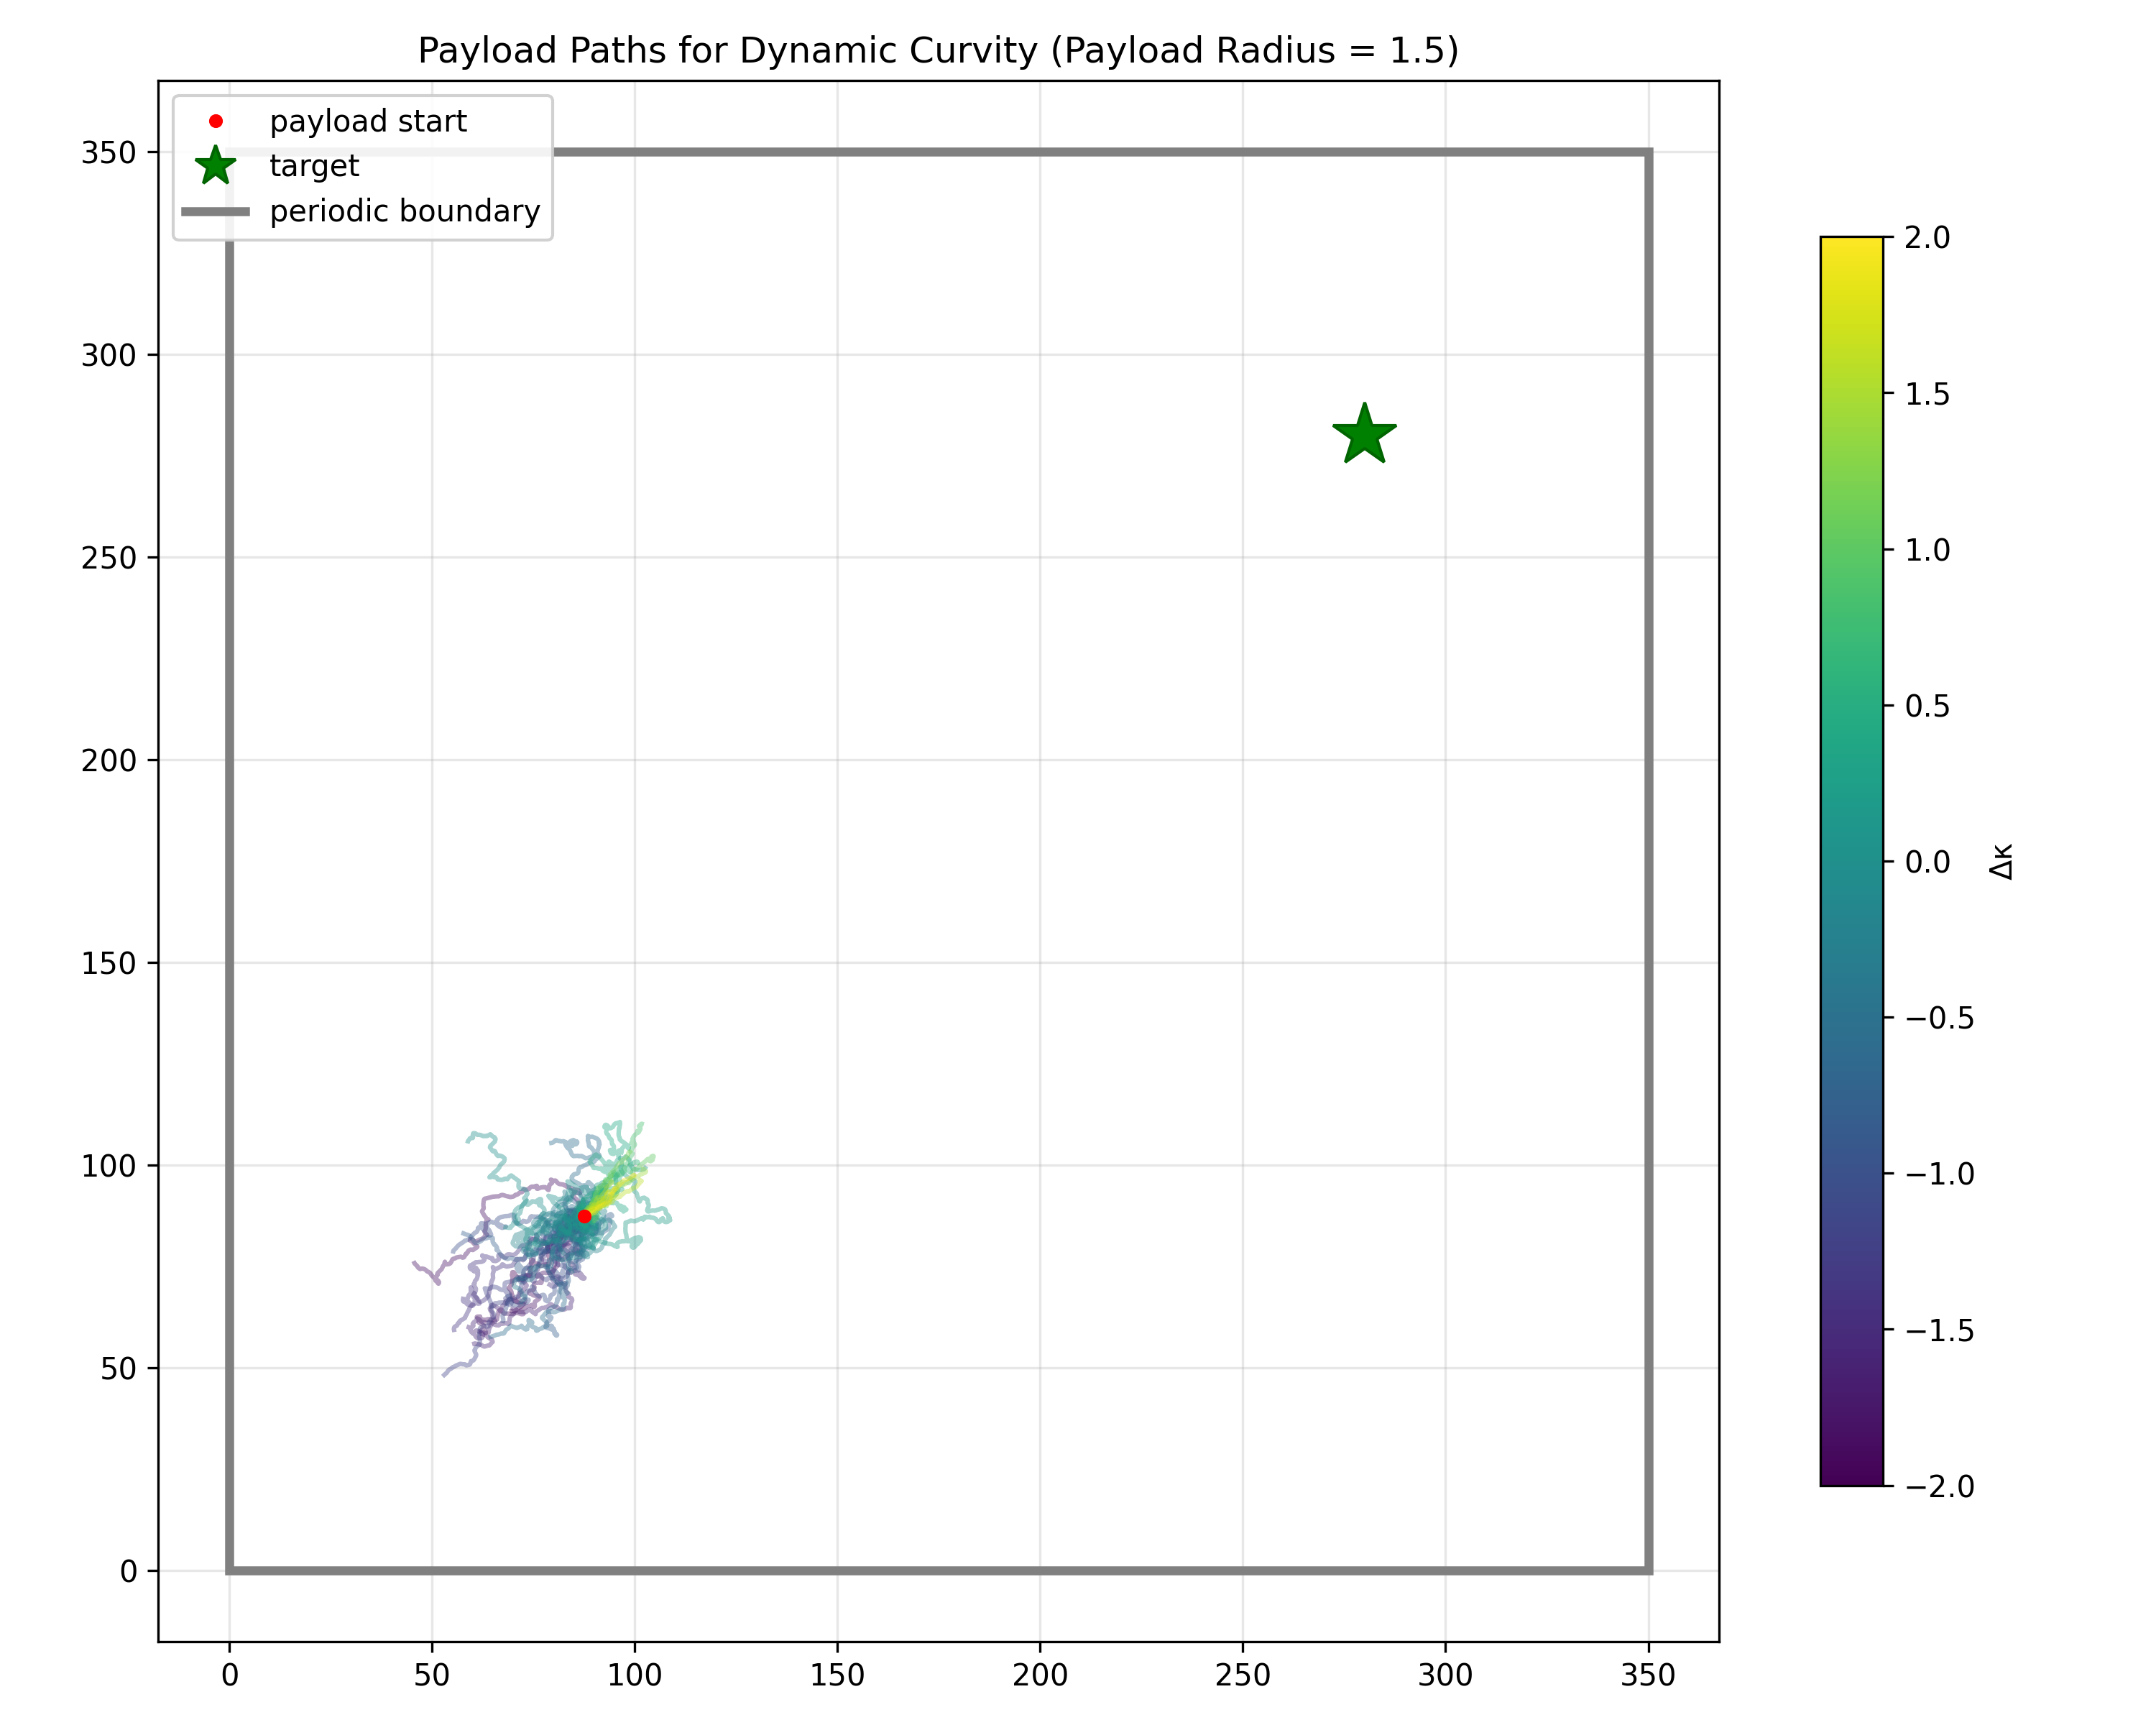 Payload Paths for Dynamic Curvity (Payload Radius = 1.5)
payload start
target
periodic boundary
350
300
250
200
150
100
50
0
0 50 100 150 200 250 300 350
2.0
1.5
1.0
0.5
0.0
−0.5
−1.0
−1.5
−2.0
Δκ